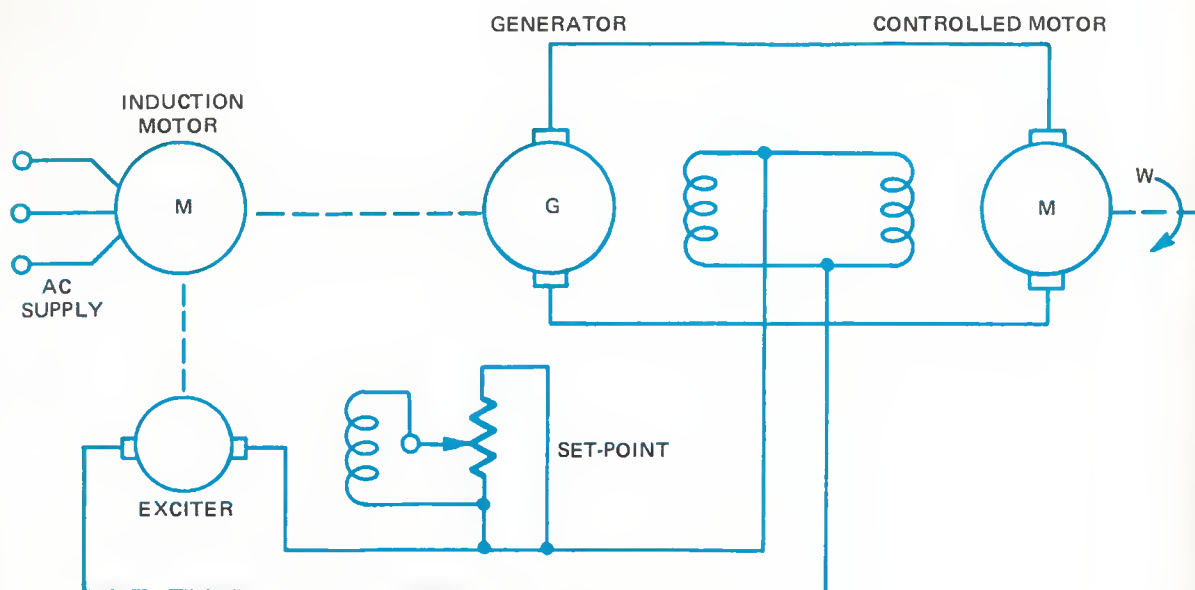 GENERATOR
CONTROLLED MOTOR
INDUCTION
MOTOR
M
G
M
W
AC
SUPPLY
SET-POINT
EXCITER